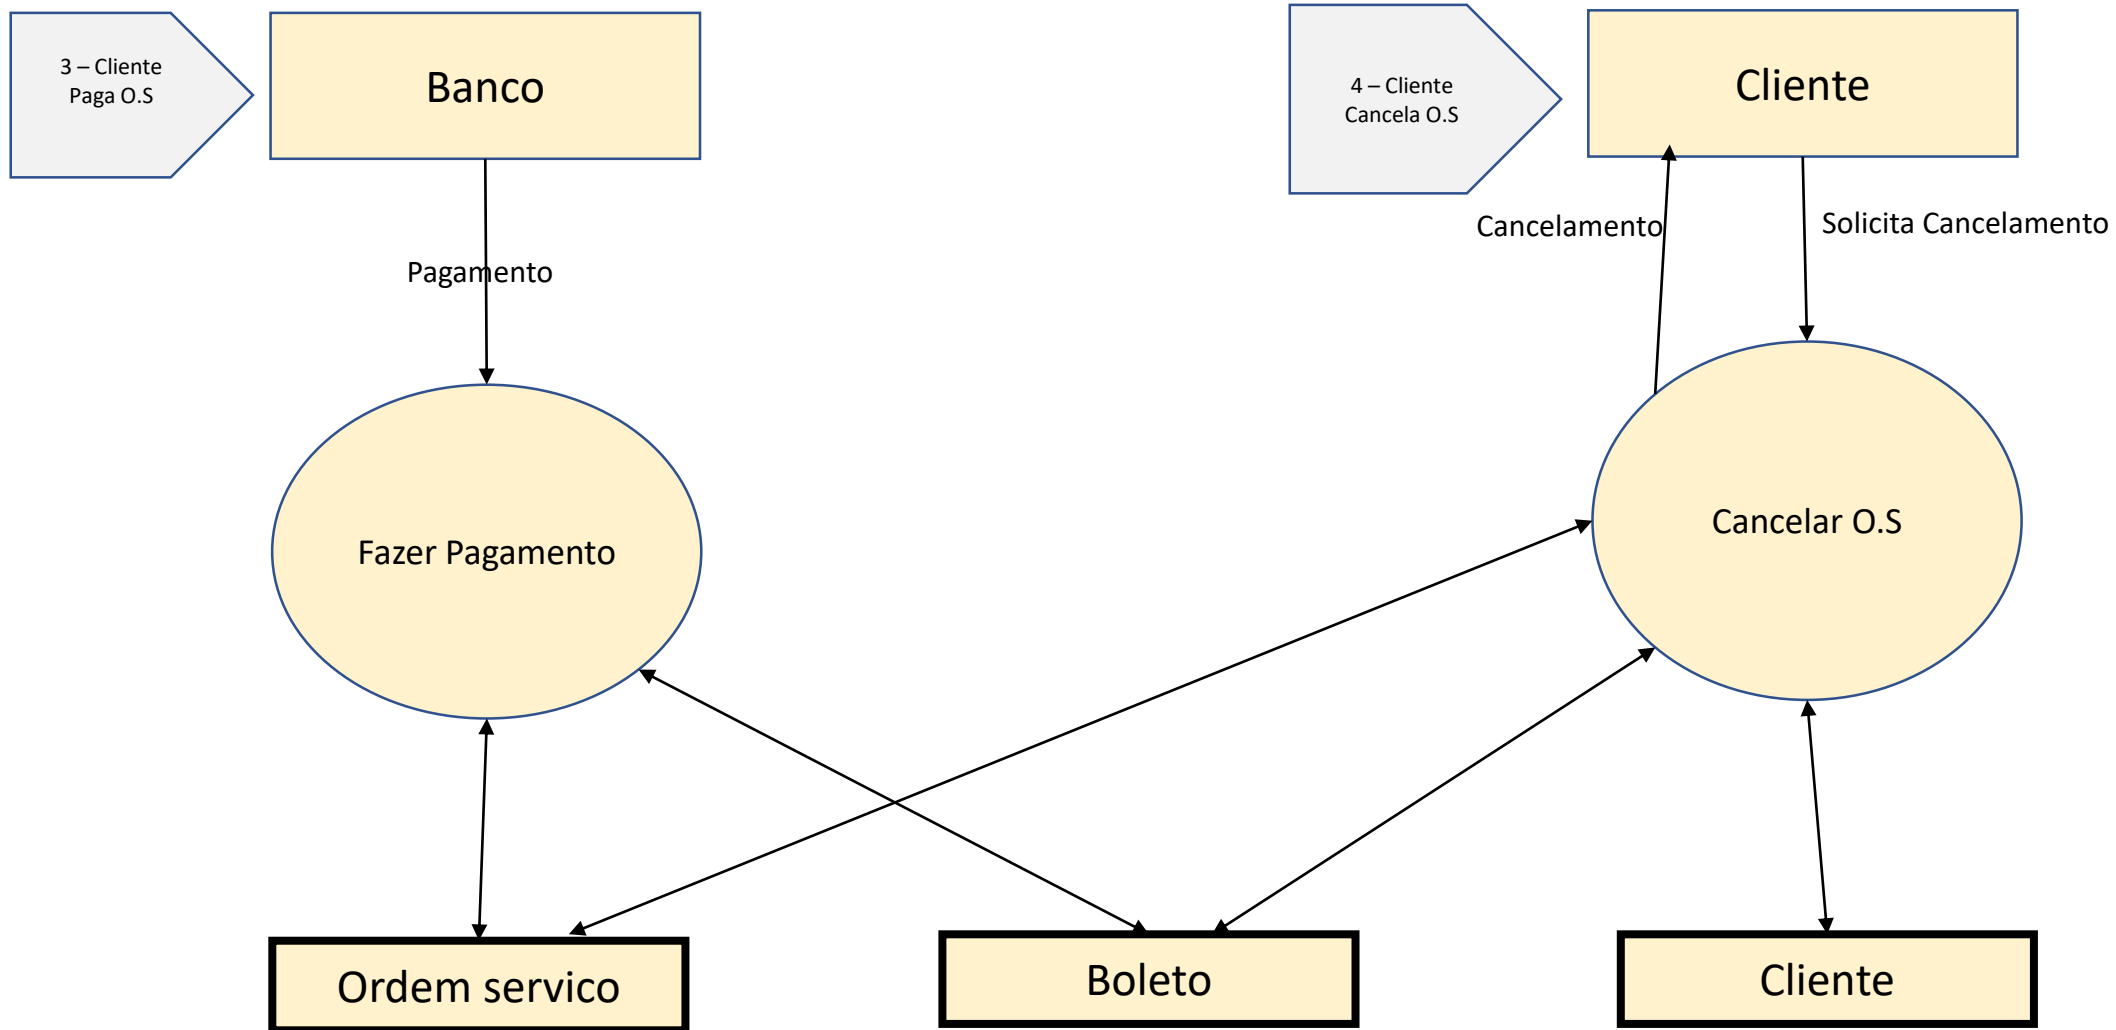 3 – Cliente
Paga O.S
Banco
4 – Cliente
Cancela O.S
Cliente
Pagamento
Cancelamento
Solicita Cancelamento
Fazer Pagamento
Cancelar O.S
Ordem servico
Boleto
Cliente